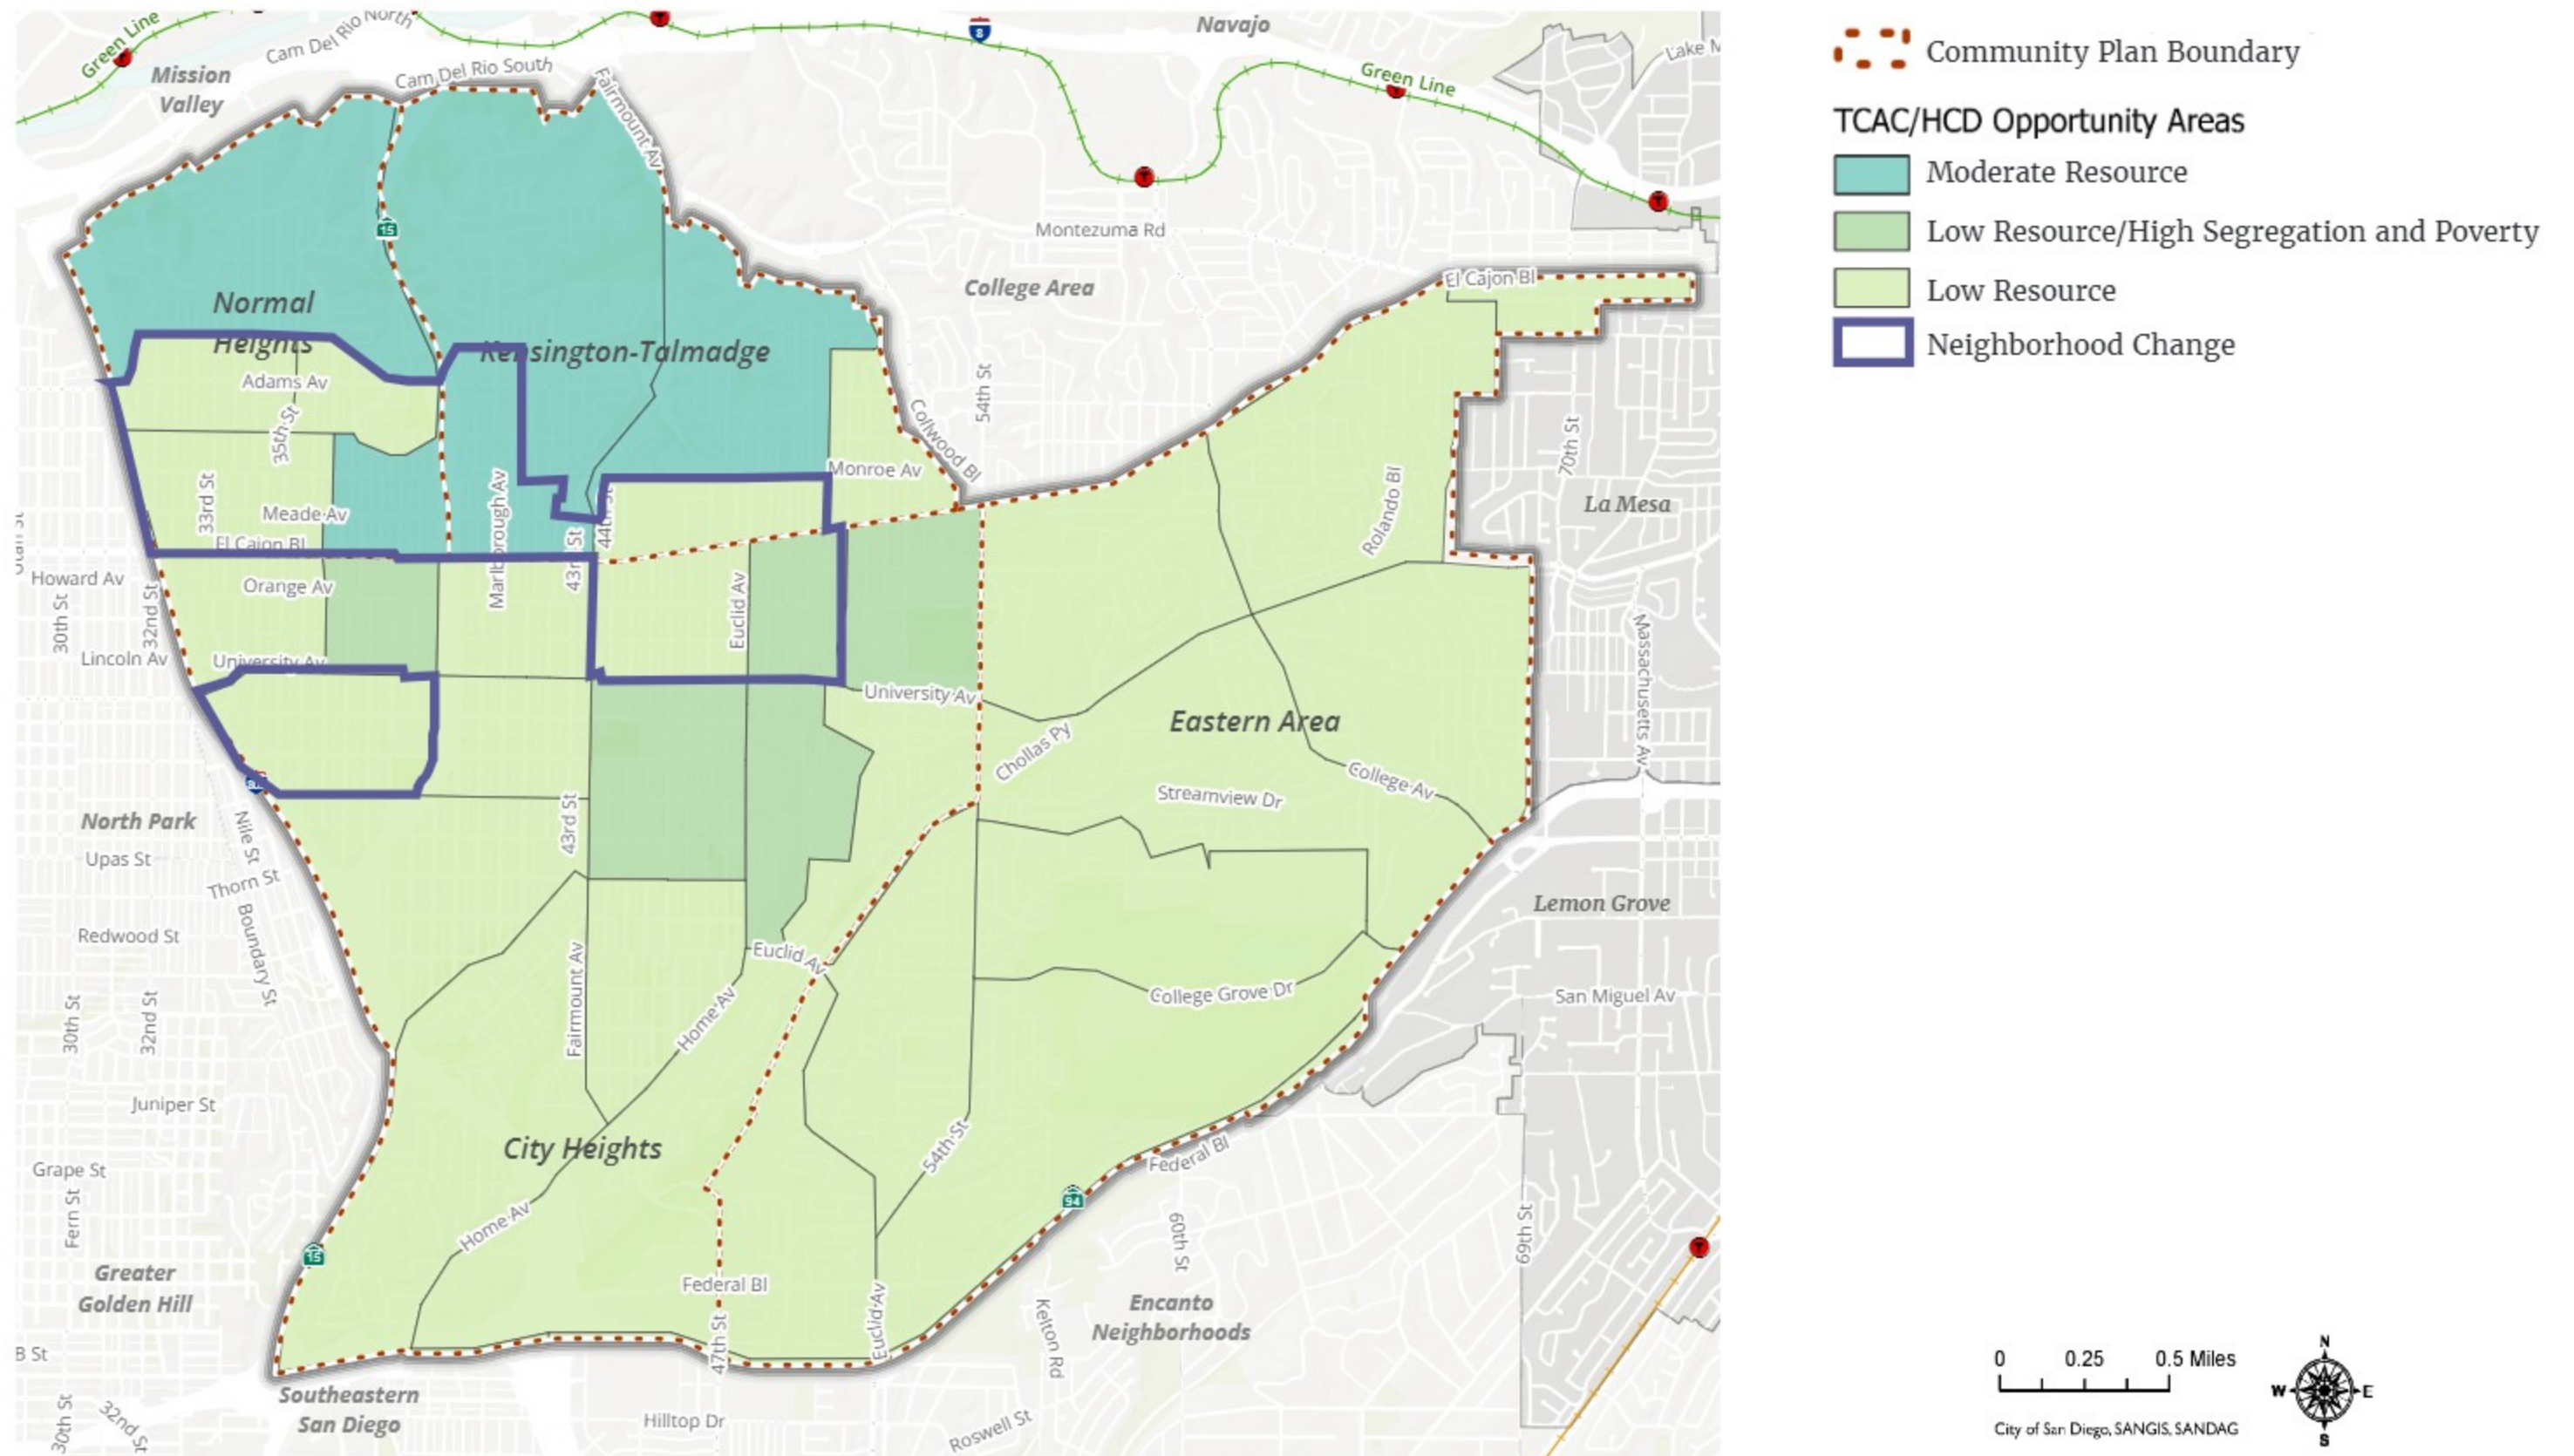 Green Line
Cam Del Rio North
Navajo
Lake M
8
Mission
Valley
Cam Del Rio South
Fairmount Av
Green Line
Montezuma Rd
15
College Area
El Cajon Bl
Normal
Heights
Kensington-Talmadge
Adams Av
35th St
54th St
Collwood Bl
70th St
Monroe Av
33rd St
Marlborough Av
44th St
Rolando Bl
La Mesa
Meade Av
El Cajon Bl
43rd St
Howard Av
Orange Av
30th St
32nd St
Euclid Av
Massachusetts Av
Lincoln Av
University Av
University Av
Eastern Area
Chollas Py
College Av
Streamview Dr
North Park
Nile St
43rd St
Upas St
Thorn St
Boundary St
Lemon Grove
Redwood St
Euclid Av
Fairmount Av
Home Av
College Grove Dr
San Miguel Av
30th St
32nd St
Juniper St
City Heights
54th St
Federal Bl
Grape St
94
Fern St
Home Av
60th St
69th St
15
Greater
Golden Hill
Federal Bl
Euclid Av
Kelton Rd
Encanto
Neighborhoods
47th St
B St
Southeastern
San Diego
30th St
32nd St
Hilltop Dr
Roswell St
Community Plan Boundary
TCAC/HCD Opportunity Areas
Moderate Resource
Low Resource/High Segregation and Poverty
Low Resource
Neighborhood Change
0 0.25 0.5 Miles
N
W E
S
City of San Diego, SANGIS, SANDAG